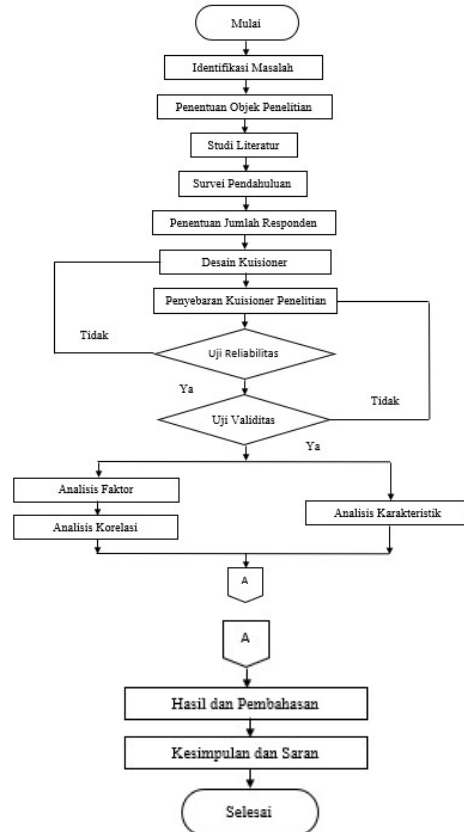 Mulai
Identifikasi Masalah
Penentuan Objek Penelitian
Studi Literatur
Survei Pendahuluan
Penentuan Jumlah Responden
Desain Kuisioner
Penyebaran Kuisioner Penelitian
Tidak
Uji Reliabilitas
Ya
Uji Validitas
Tidak
Ya
Analisis Faktor
Analisis Korelasi
Analisis Karakteristik
A
A
Hasil dan Pembahasan
Kesimpulan dan Saran
Selesai